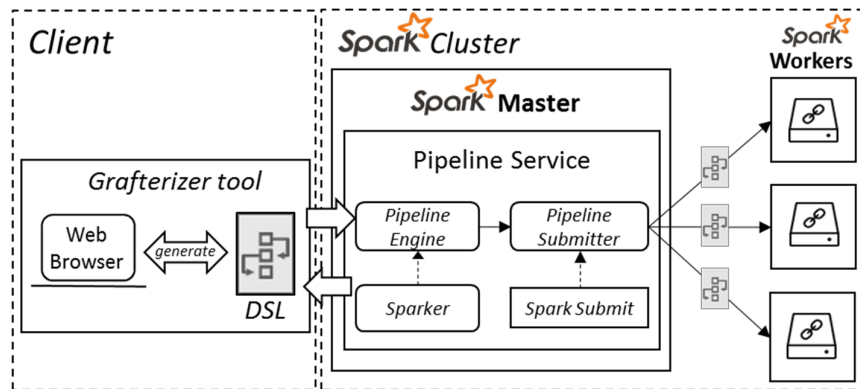 Client
Spark Cluster
Spark
Workers
Spark Master
Pipeline Service
Grafterizer tool
Web
Browser
generate
DSL
Pipeline
Engine
Pipeline
Submitter
Sparker
Spark Submit